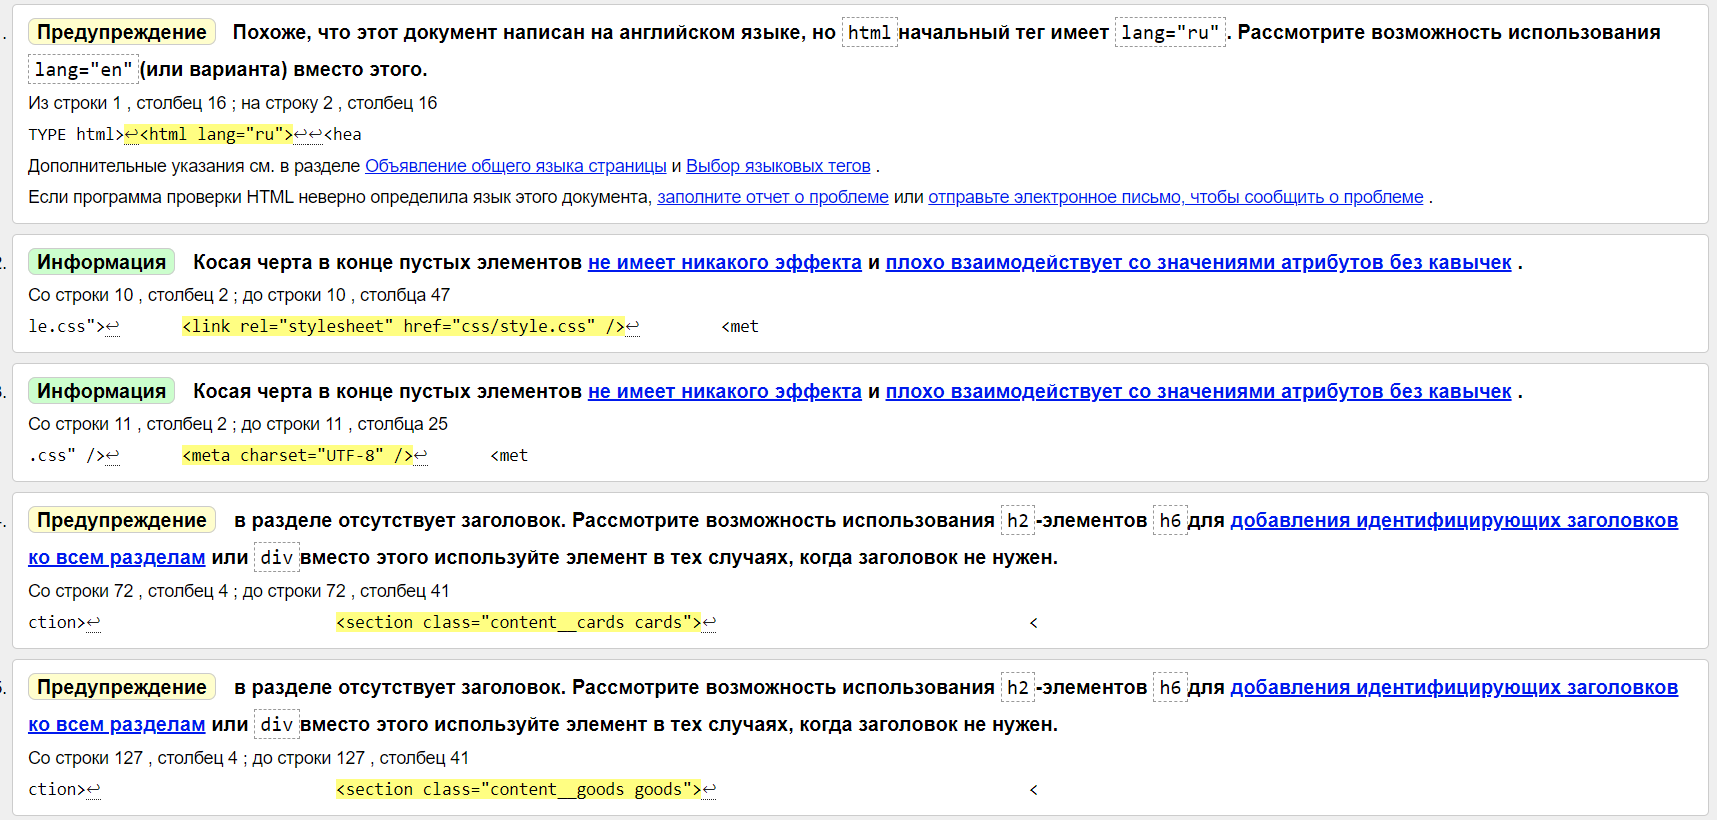 . Предупреждение Похоже, что этот документ написан на английском языке, но html начальный тег имеет lang="ru" . Рассмотрите возможность использования
lang="en" (или варианта) вместо этого.
Из строки 1 , столбец 16 ; на строку 2 , столбец 16
TYPE html>↩<html lang="ru">↩↩<hea
Дополнительные указания см. в разделе Объявление общего языка страницы и Выбор языковых тегов .
Если программа проверки HTML неверно определила язык этого документа, заполните отчет о проблеме или отправьте электронное письмо, чтобы сообщить о проблеме .
. Информация Косая черта в конце пустых элементов не имеет никакого эффекта и плохо взаимодействует со значениями атрибутов без кавычек .
Со строки 10 , столбец 2 ; до строки 10 , столбца 47
le.css">↩ <link rel="stylesheet" href="css/style.css" />↩ <met
. Информация Косая черта в конце пустых элементов не имеет никакого эффекта и плохо взаимодействует со значениями атрибутов без кавычек .
Со строки 11 , столбец 2 ; до строки 11 , столбца 25
.css" />↩ <meta charset="UTF-8" />↩ <met
. Предупреждение в разделе отсутствует заголовок. Рассмотрите возможность использования h2 -элементов h6 для добавления идентифицирующих заголовков
ко всем разделам или div вместо этого используйте элемент в тех случаях, когда заголовок не нужен.
Со строки 72 , столбец 4 ; до строки 72 , столбец 41
ction>↩ <section class="content__cards cards">↩ <
. Предупреждение в разделе отсутствует заголовок. Рассмотрите возможность использования h2 -элементов h6 для добавления идентифицирующих заголовков
ко всем разделам или div вместо этого используйте элемент в тех случаях, когда заголовок не нужен.
Со строки 127 , столбец 4 ; до строки 127 , столбец 41
ction>↩ <section class="content__goods goods">↩ <